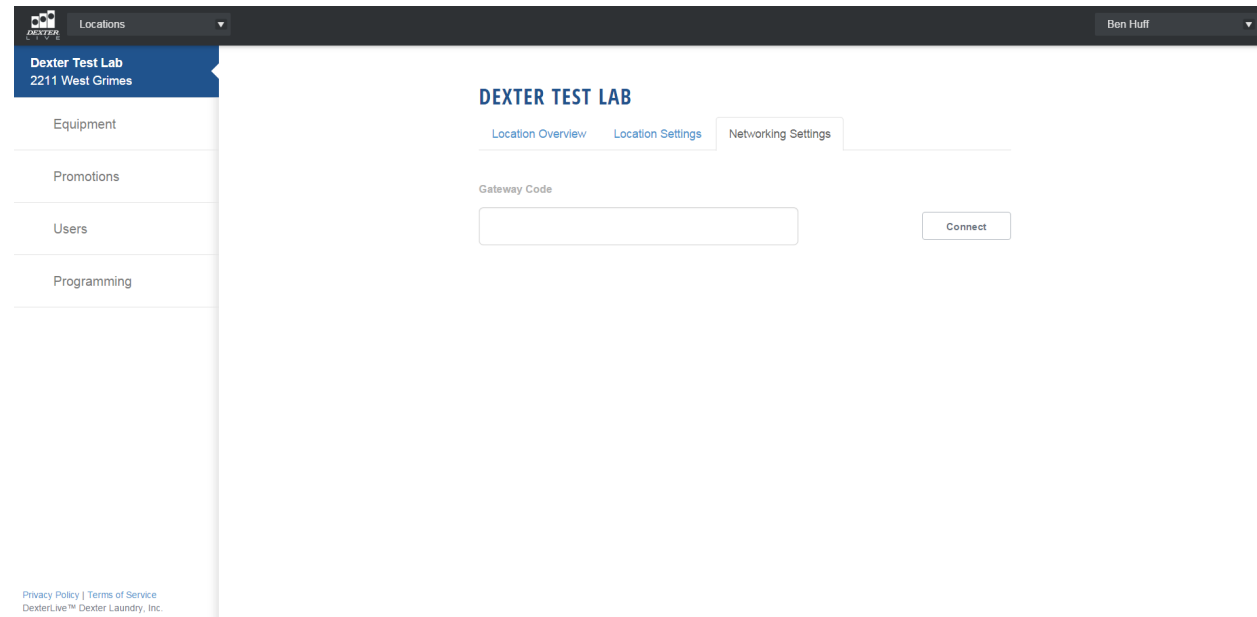 DEXTER
LIVE
Locations
Ben Huff
Dexter Test Lab
2211 West Grimes
Equipment
Promotions
Users
Programming
DEXTER TEST LAB
Location Overview Location Settings Networking Settings
Gateway Code
Connect
Privacy Policy | Terms of Service
DexterLive™ Dexter Laundry, Inc.